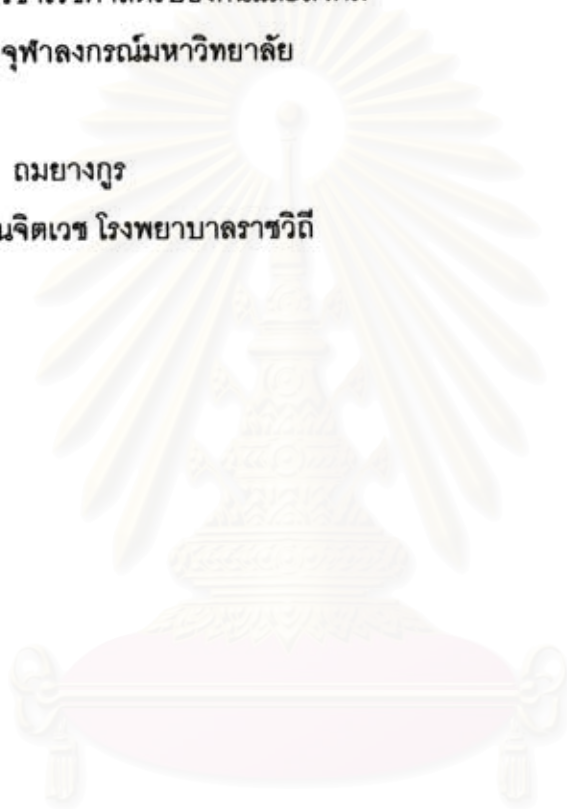 จุฬาลงกรณ์มหาวิทยาลัย
ถมยางกูร
นจิตเวช โรงพยาบาลราชวิถี